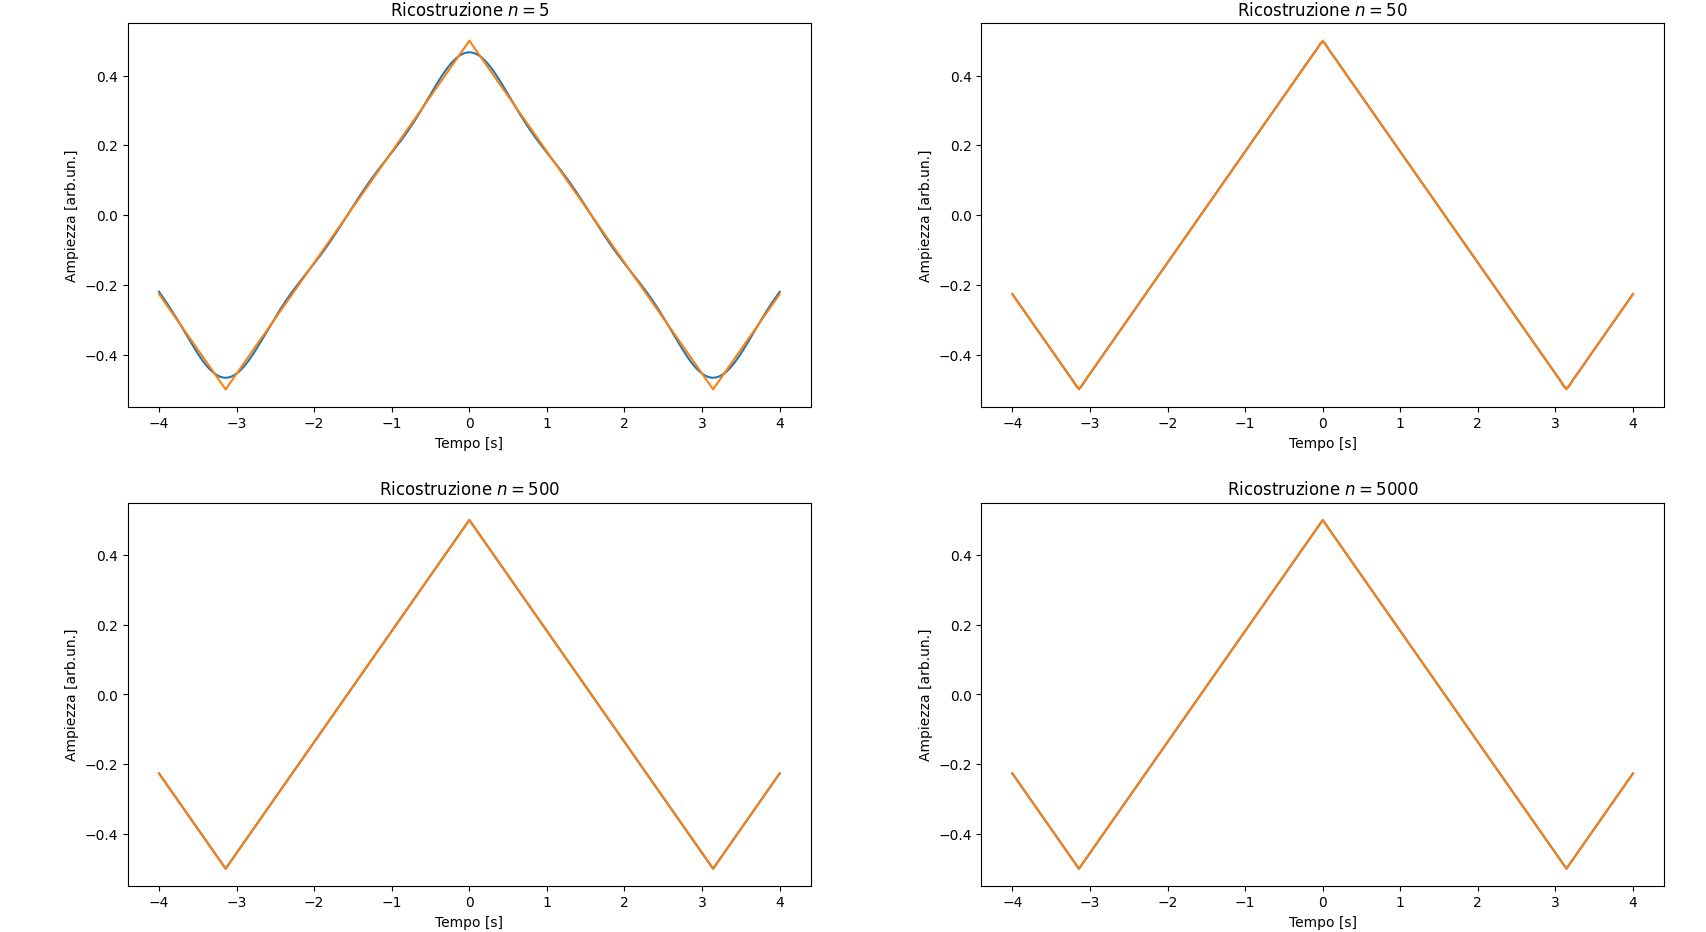 Ricostruzione n = 5
0.4
0.2
0.0
−0.2
−0.4
Ampiezza [arb.un.]
−4 −3 −2 −1 0 1 2 3 4
Tempo [s]
Ricostruzione n = 50
0.4
0.2
0.0
−0.2
−0.4
Ampiezza [arb.un.]
−4 −3 −2 −1 0 1 2 3 4
Tempo [s]
Ricostruzione n = 500
0.4
0.2
0.0
−0.2
−0.4
Ampiezza [arb.un.]
−4 −3 −2 −1 0 1 2 3 4
Tempo [s]
Ricostruzione n = 5000
0.4
0.2
0.0
−0.2
−0.4
Ampiezza [arb.un.]
−4 −3 −2 −1 0 1 2 3 4
Tempo [s]